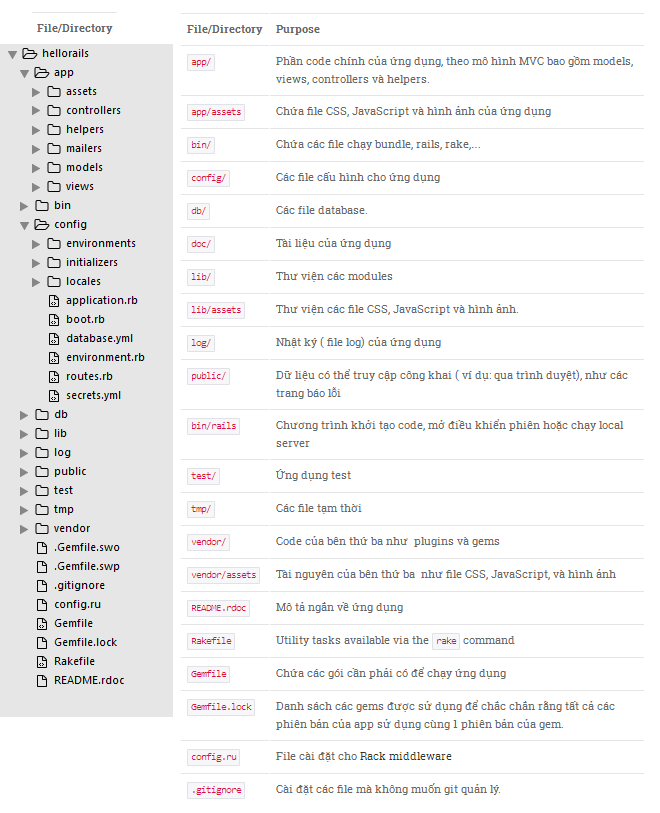 File/Directory
hellorails
app
assets
controllers
helpers
mailers
models
views
bin
config
environments
initializers
locales
application.rb
boot.rb
database.yml
environment.rb
routes.rb
secrets.yml
db
lib
log
public
test
tmp
vendor
.Gemfile.swo
.Gemfile.swp
.gitignore
config.ru
Gemfile
Gemfile.lock
Rakefile
README.rdoc
File/Directory Purpose
app/ Phần code chính của ứng dụng, theo mô hình MVC bao gồm models,
views, controllers và helpers.
app/assets Chứa file CSS, JavaScript và hình ảnh của ứng dụng
bin/ Chứa các file chạy bundle, rails, rake,...
config/ Các file cấu hình cho ứng dụng
db/ Các file database.
doc/ Tài liệu của ứng dụng
lib/ Thư viện các modules
lib/assets Thư viện các file CSS, JavaScript và hình ảnh.
log/ Nhật ký ( file log) của ứng dụng
public/ Dữ liệu có thể truy cập công khai ( ví dụ: qua trình duyệt), như các
trang báo lỗi
bin/rails Chương trình khởi tạo code, mở điều khiển phiên hoặc chạy local
server
test/ Ứng dụng test
tmp/ Các file tạm thời
vendor/ Code của bên thứ ba như plugins và gems
vendor/assets Tài nguyên của bên thứ ba như file CSS, JavaScript, và hình ảnh
README.rdoc Mô tả ngắn về ứng dụng
Rakefile Utility tasks available via the rake command
Gemfile Chứa các gói cần phải có để chạy ứng dụng
Gemfile.lock Danh sách các gems được sử dụng để chắc chắn rằng tất cả các
phiên bản của app sử dụng cùng 1 phiên bản của gem.
config.ru File cài đặt cho Rack middleware
.gitignore Cài đặt các file mà không muốn git quản lý.